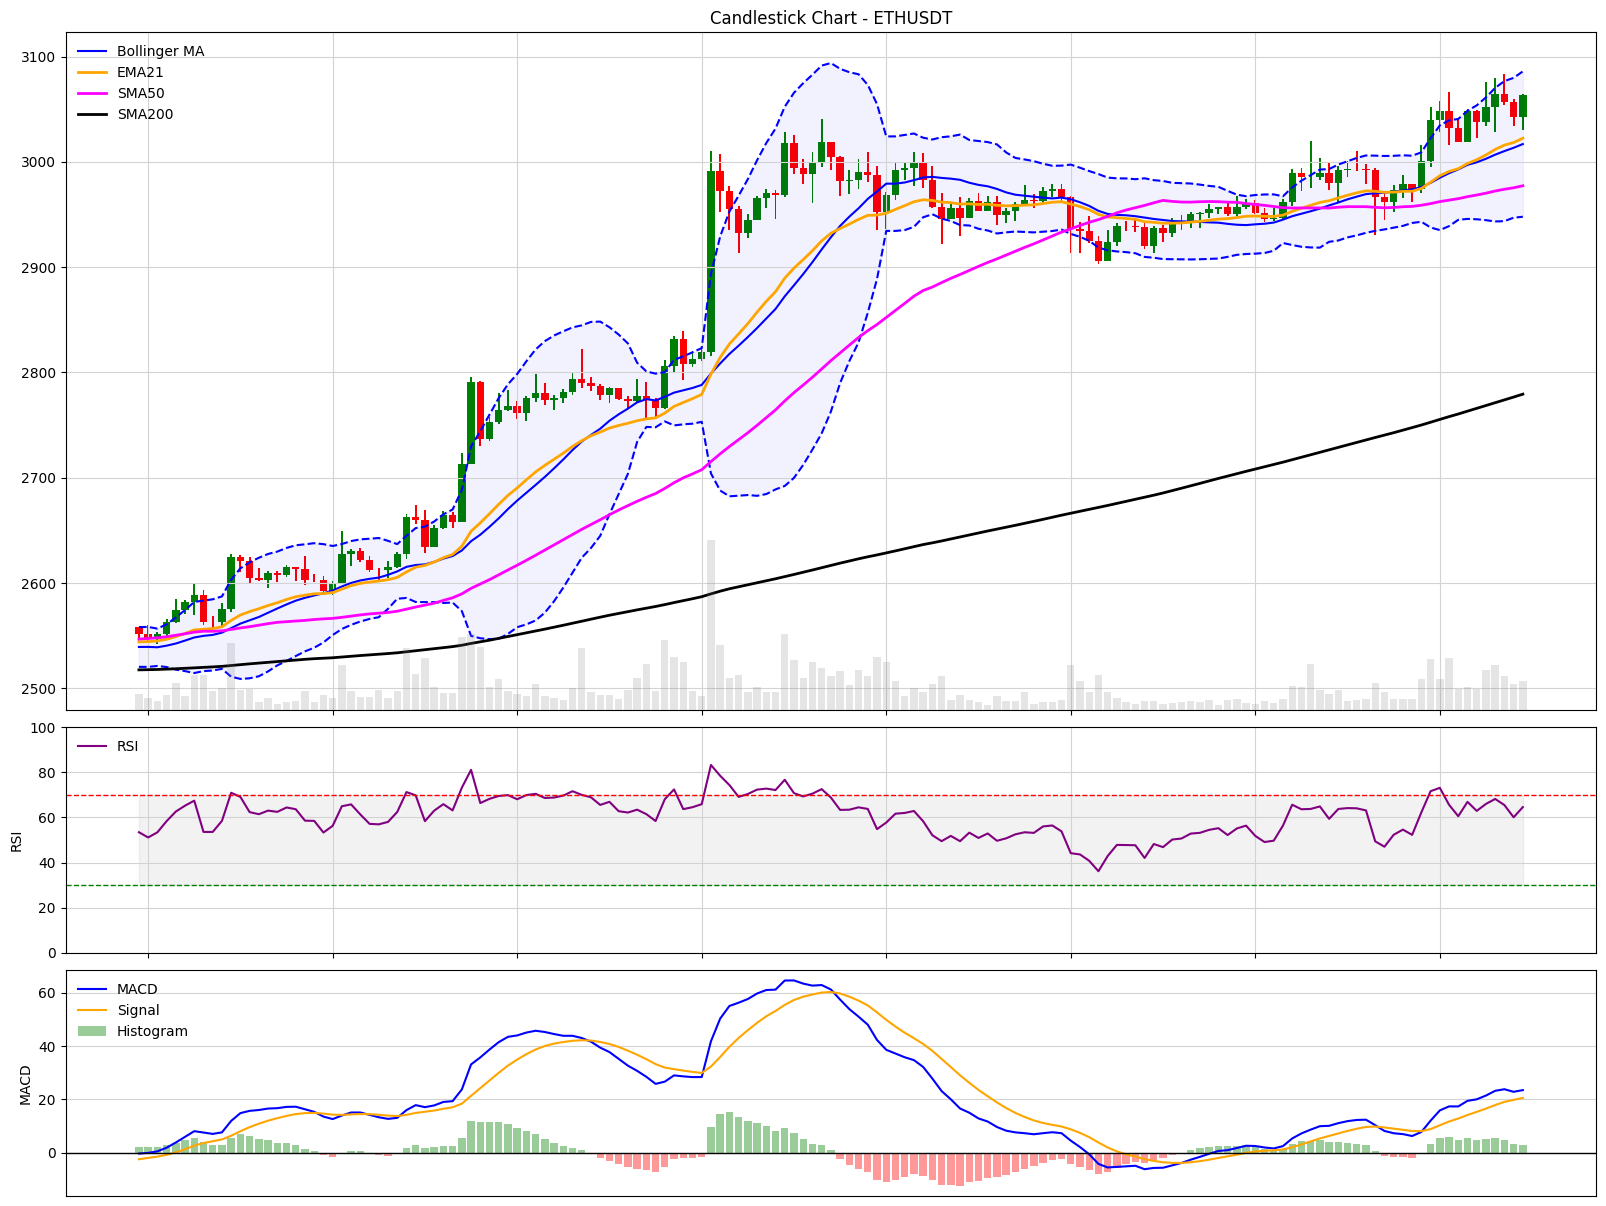 Candlestick Chart - ETHUSDT
Bollinger MA
EMA21
SMA50
SMA200
3100
3000
2900
2800
2700
2600
2500
RSI
100
80
60
40
20
0
RSI
MACD
Signal
Histogram
60
40
20
0
MACD